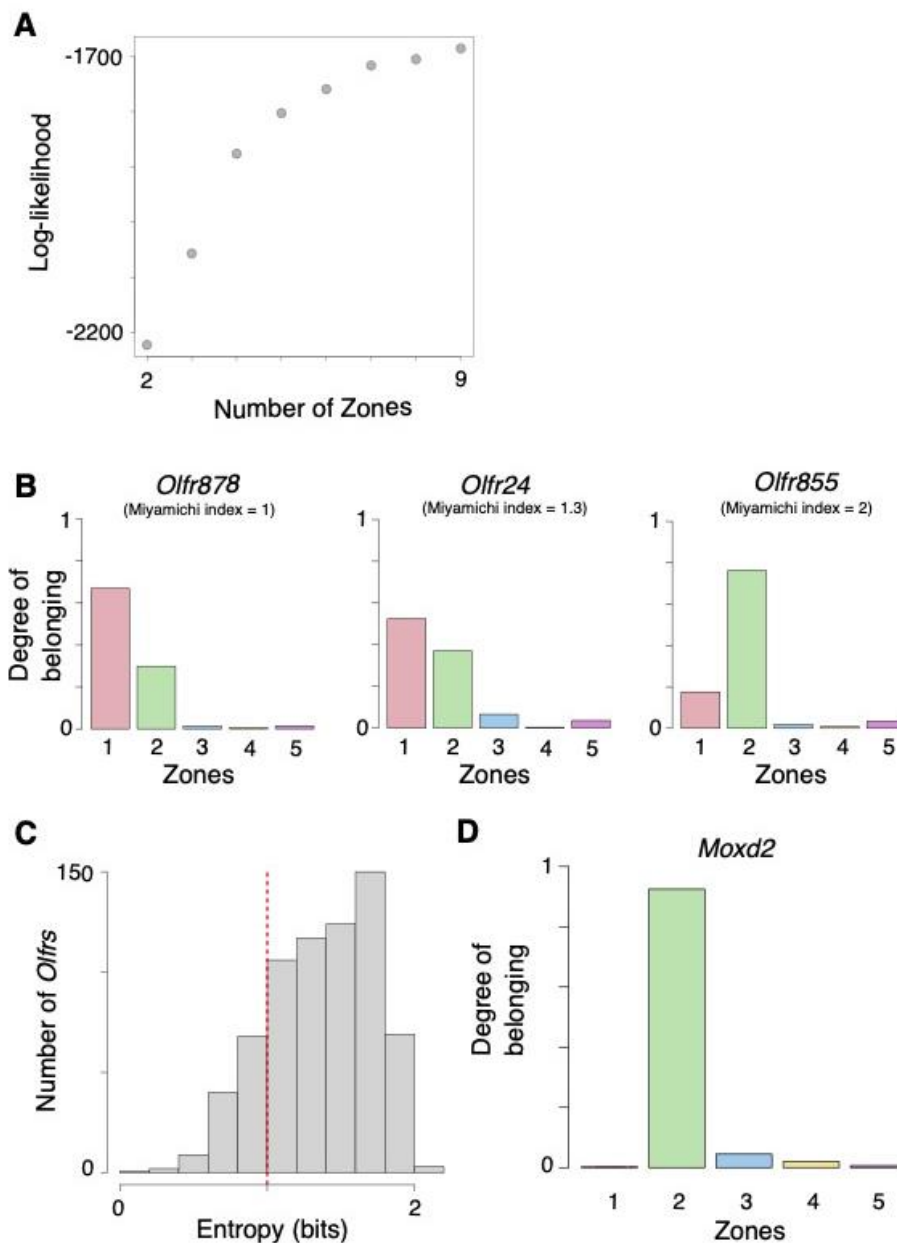 A
-1700
Log-likelihood
-2200
2
9
Number of Zones
B
Olfr878
(Miyamichi index = 1)
1
Degree of
belonging
0
1 2 3 4 5
Zones
Olfr24
(Miyamichi index = 1.3)
1
0
1 2 3 4 5
Zones
Olfr855
(Miyamichi index = 2)
1
0
1 2 3 4 5
Zones
C
150
Number of Olfrs
0
0
2
Entropy (bits)
D
Moxd2
1
Degree of
belonging
0
1 2 3 4 5
Zones